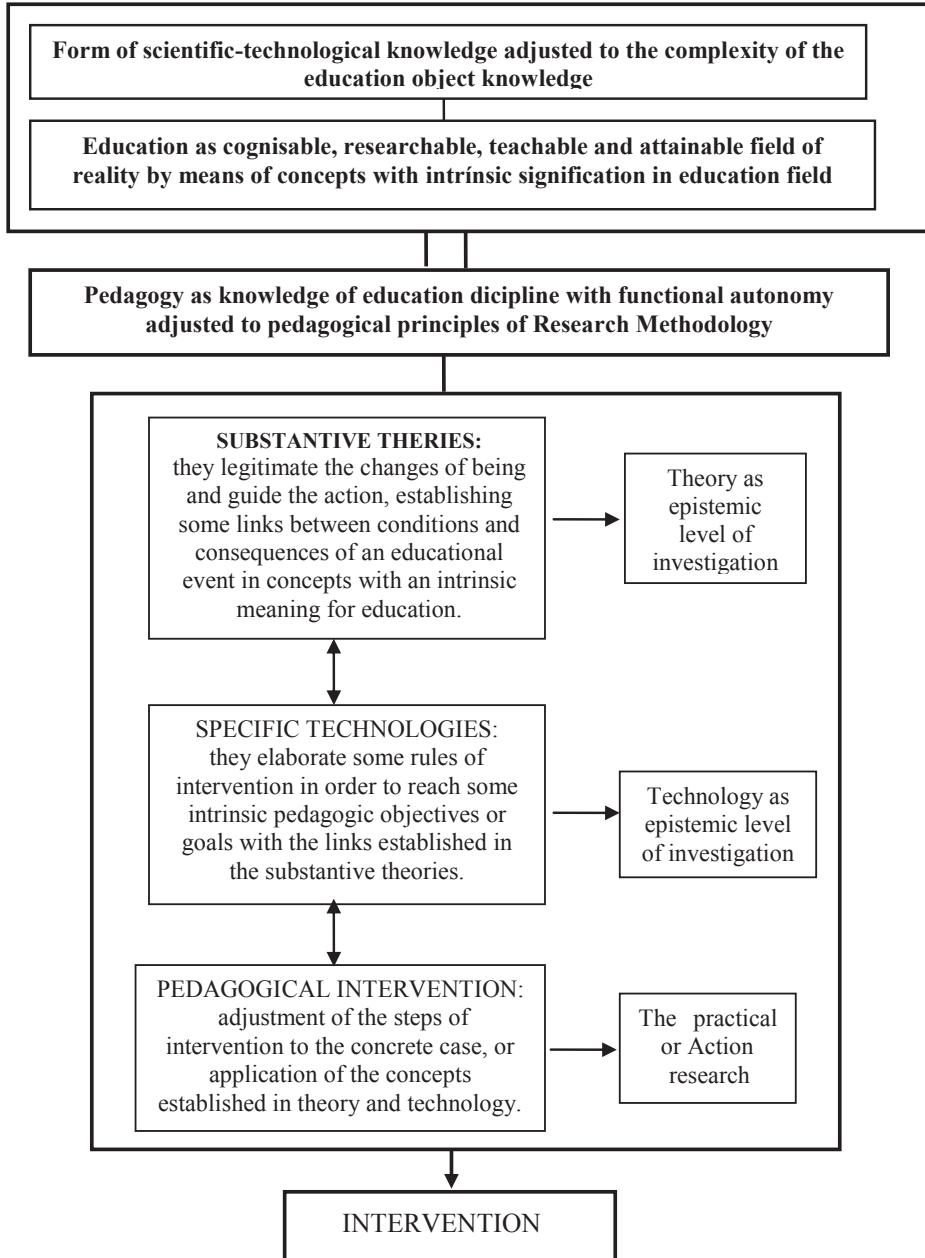 Form of scientific-technological knowledge adjusted to the complexity of the
education object knowledge
Education as cognisable, researchable, teachable and attainable field of
reality by means of concepts with intrínsic signification in education field
Pedagogy as knowledge of education dicipline with functional autonomy
adjusted to pedagogical principles of Research Methodology
SUBSTANTIVE THERIES:
they legitimate the changes of being
and guide the action, establishing
some links between conditions and
consequences of an educational
event in concepts with an intrinsic
meaning for education.
Theory as
epistemic
level of
investigation
SPECIFIC TECHNOLOGIES:
they elaborate some rules of
intervention in order to reach some
intrinsic pedagogic objectives or
goals with the links established in
the substantive theories.
Technology as
epistemic level
of investigation
PEDAGOGICAL INTERVENTION:
adjustment of the steps of
intervention to the concrete case, or
application of the concepts
established in theory and technology.
The practical
or Action
research
INTERVENTION